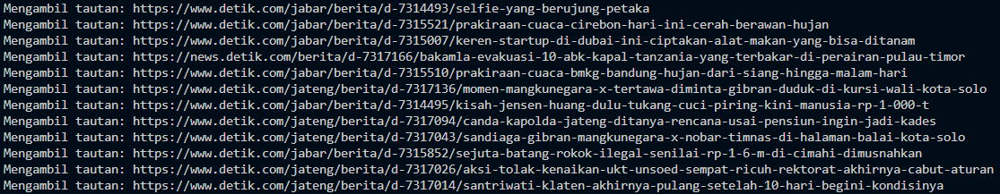 Mengambil tautan: https://www.detik.com/jabar/berita/d-7314493/selfie-yang-berujung-petaka
Mengambil tautan: https://www.detik.com/jabar/berita/d-7315521/prakiraan-cuaca-cirebon-hari-ini-cerah-berawan-hujan
Mengambil tautan: https://www.detik.com/jabar/berita/d-7315007/keren-startup-di-dubai-ini-ciptakan-alat-makan-yang-bisa-ditanam
Mengambil tautan: https://news.detik.com/berita/d-7317166/bakamla-evakuasi-10-abk-kapal-tanzania-yang-terbakar-di-perairan-pulau-timor
Mengambil tautan: https://www.detik.com/jabar/berita/d-7315510/prakiraan-cuaca-bmkg-bandung-hujan-dari-siang-hingga-malam-hari
Mengambil tautan: https://www.detik.com/jateng/berita/d-7317136/momen-mangkunegara-x-tertawa-diminta-gibran-duduk-di-kursi-wali-kota-solo
Mengambil tautan: https://www.detik.com/jabar/berita/d-7314495/kisah-jensen-huang-dulu-tukang-cuci-piring-kini-manusia-rp-1-000-t
Mengambil tautan: https://www.detik.com/jateng/berita/d-7317094/canda-kapolda-jateng-ditanya-rencana-usai-pensiun-ingin-jadi-kades
Mengambil tautan: https://www.detik.com/jateng/berita/d-7317043/sandiaga-gibran-mangkunegara-x-nobar-timnas-di-halaman-balai-kota-solo
Mengambil tautan: https://www.detik.com/jabar/berita/d-7315852/sejuta-batang-rokok-ilegal-senilai-rp-1-6-m-di-cimahi-dimusnahkan
Mengambil tautan: https://www.detik.com/jateng/berita/d-7317026/aksi-tolak-kenaikan-ukt-unsoed-sempat-ricuh-rektorat-akhirnya-cabut-aturan
Mengambil tautan: https://www.detik.com/jateng/berita/d-7317014/santriwati-klaten-akhirnya-pulang-setelah-10-hari-begini-kondisinya